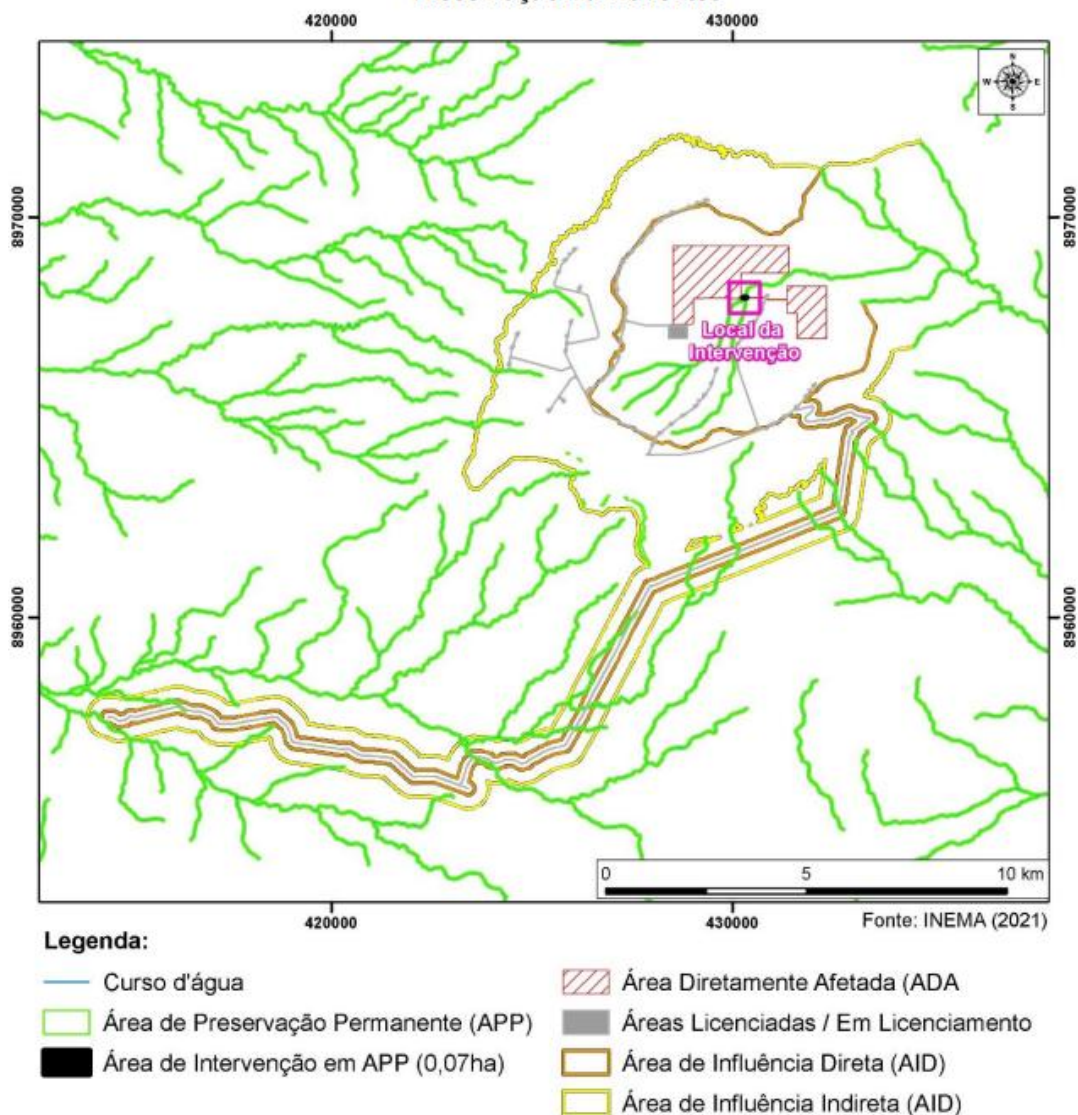 420000
430000
N
W
E
S
8970000
8970000
Local da
Intervenção
8960000
8960000
0
5
10 km
420000
430000
Fonte: INEMA (2021)
Legenda:
Curso d'água
Área de Preservação Permanente (APP)
Área de Intervenção em APP (0,07ha)
Área Diretamente Afetada (ADA
Áreas Licenciadas / Em Licenciamento
Área de Influência Direta (AID)
Área de Influência Indireta (AID)